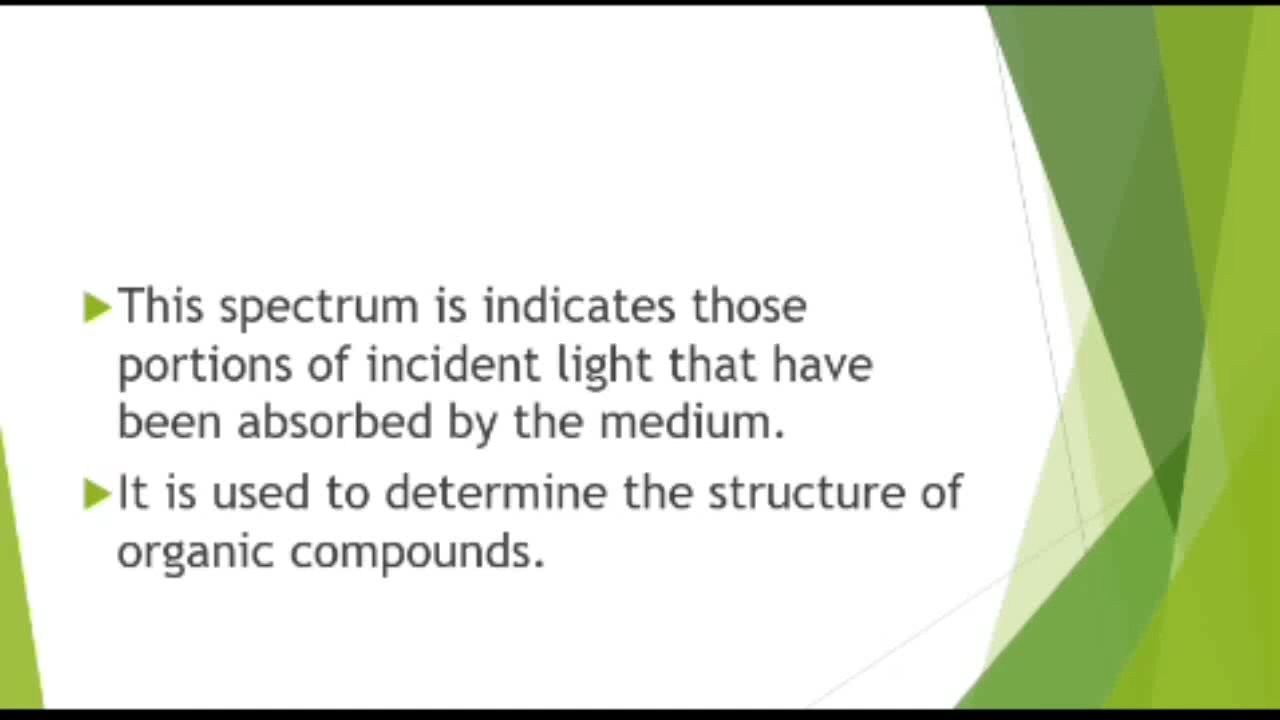 This spectrum is indicates those
portions of incident light that have
been absorbed by the medium.
It is used to determine the structure of
organic compounds.